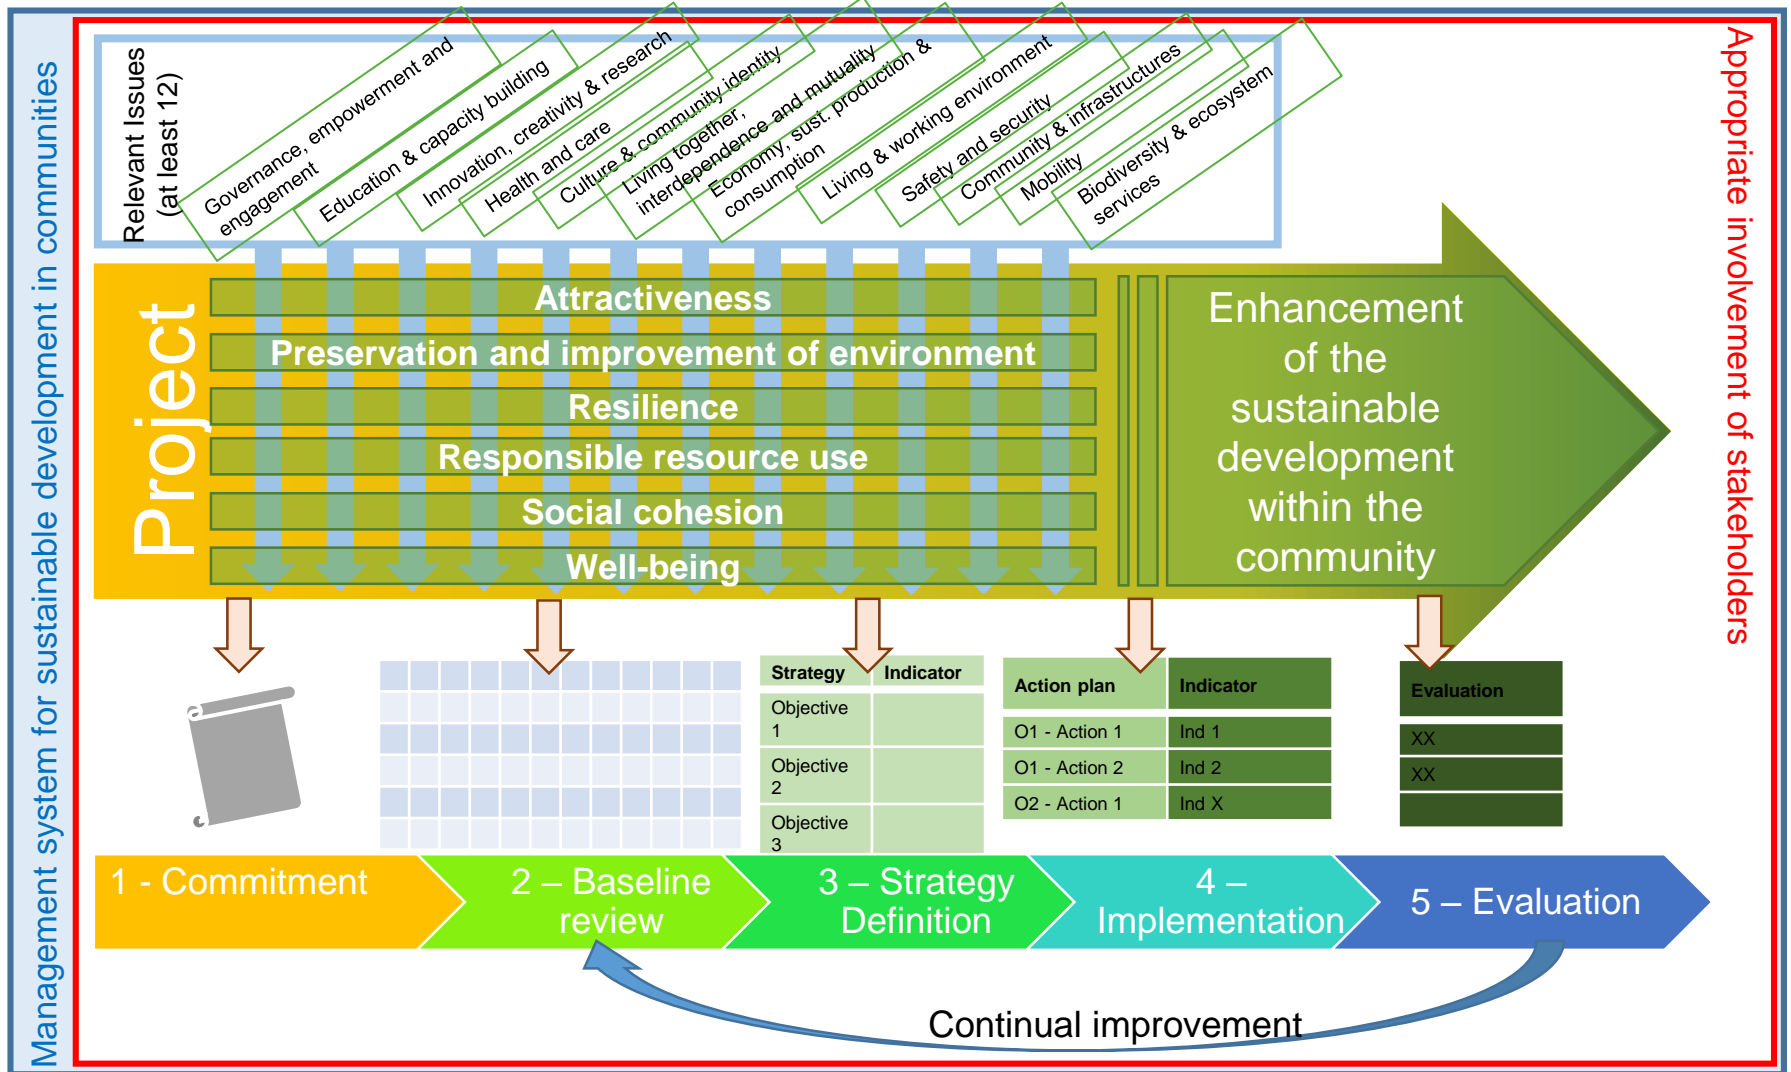 Management system for sustainable development in communities
Appropriate involvement of stakeholders
Relevant Issues
(at least 12)
Governance, empowerment and
engagement
Education & capacity building
Innovation, creativity & research
Health and care
Culture & community identity
Living together,
interdependence and mutuality
Economy, sust. production &
consumption
Living & working environment
Safety and security
Community & infrastructures
Mobility
Biodiversity & ecosystem
services
Project
Attractiveness
Preservation and improvement of environment
Resilience
Responsible resource use
Social cohesion
Well-being
Enhancement
of the
sustainable
development
within the
community
Strategy Indicator
Objective
1
Objective
2
Objective
3
Action plan Indicator
O1 - Action 1 Ind 1
O1 - Action 2 Ind 2
O2 - Action 1 Ind X
Evaluation
XX
XX
1 - Commitment
2 – Baseline
review
3 – Strategy
Definition
4 –
Implementation
5 – Evaluation
Continual improvement